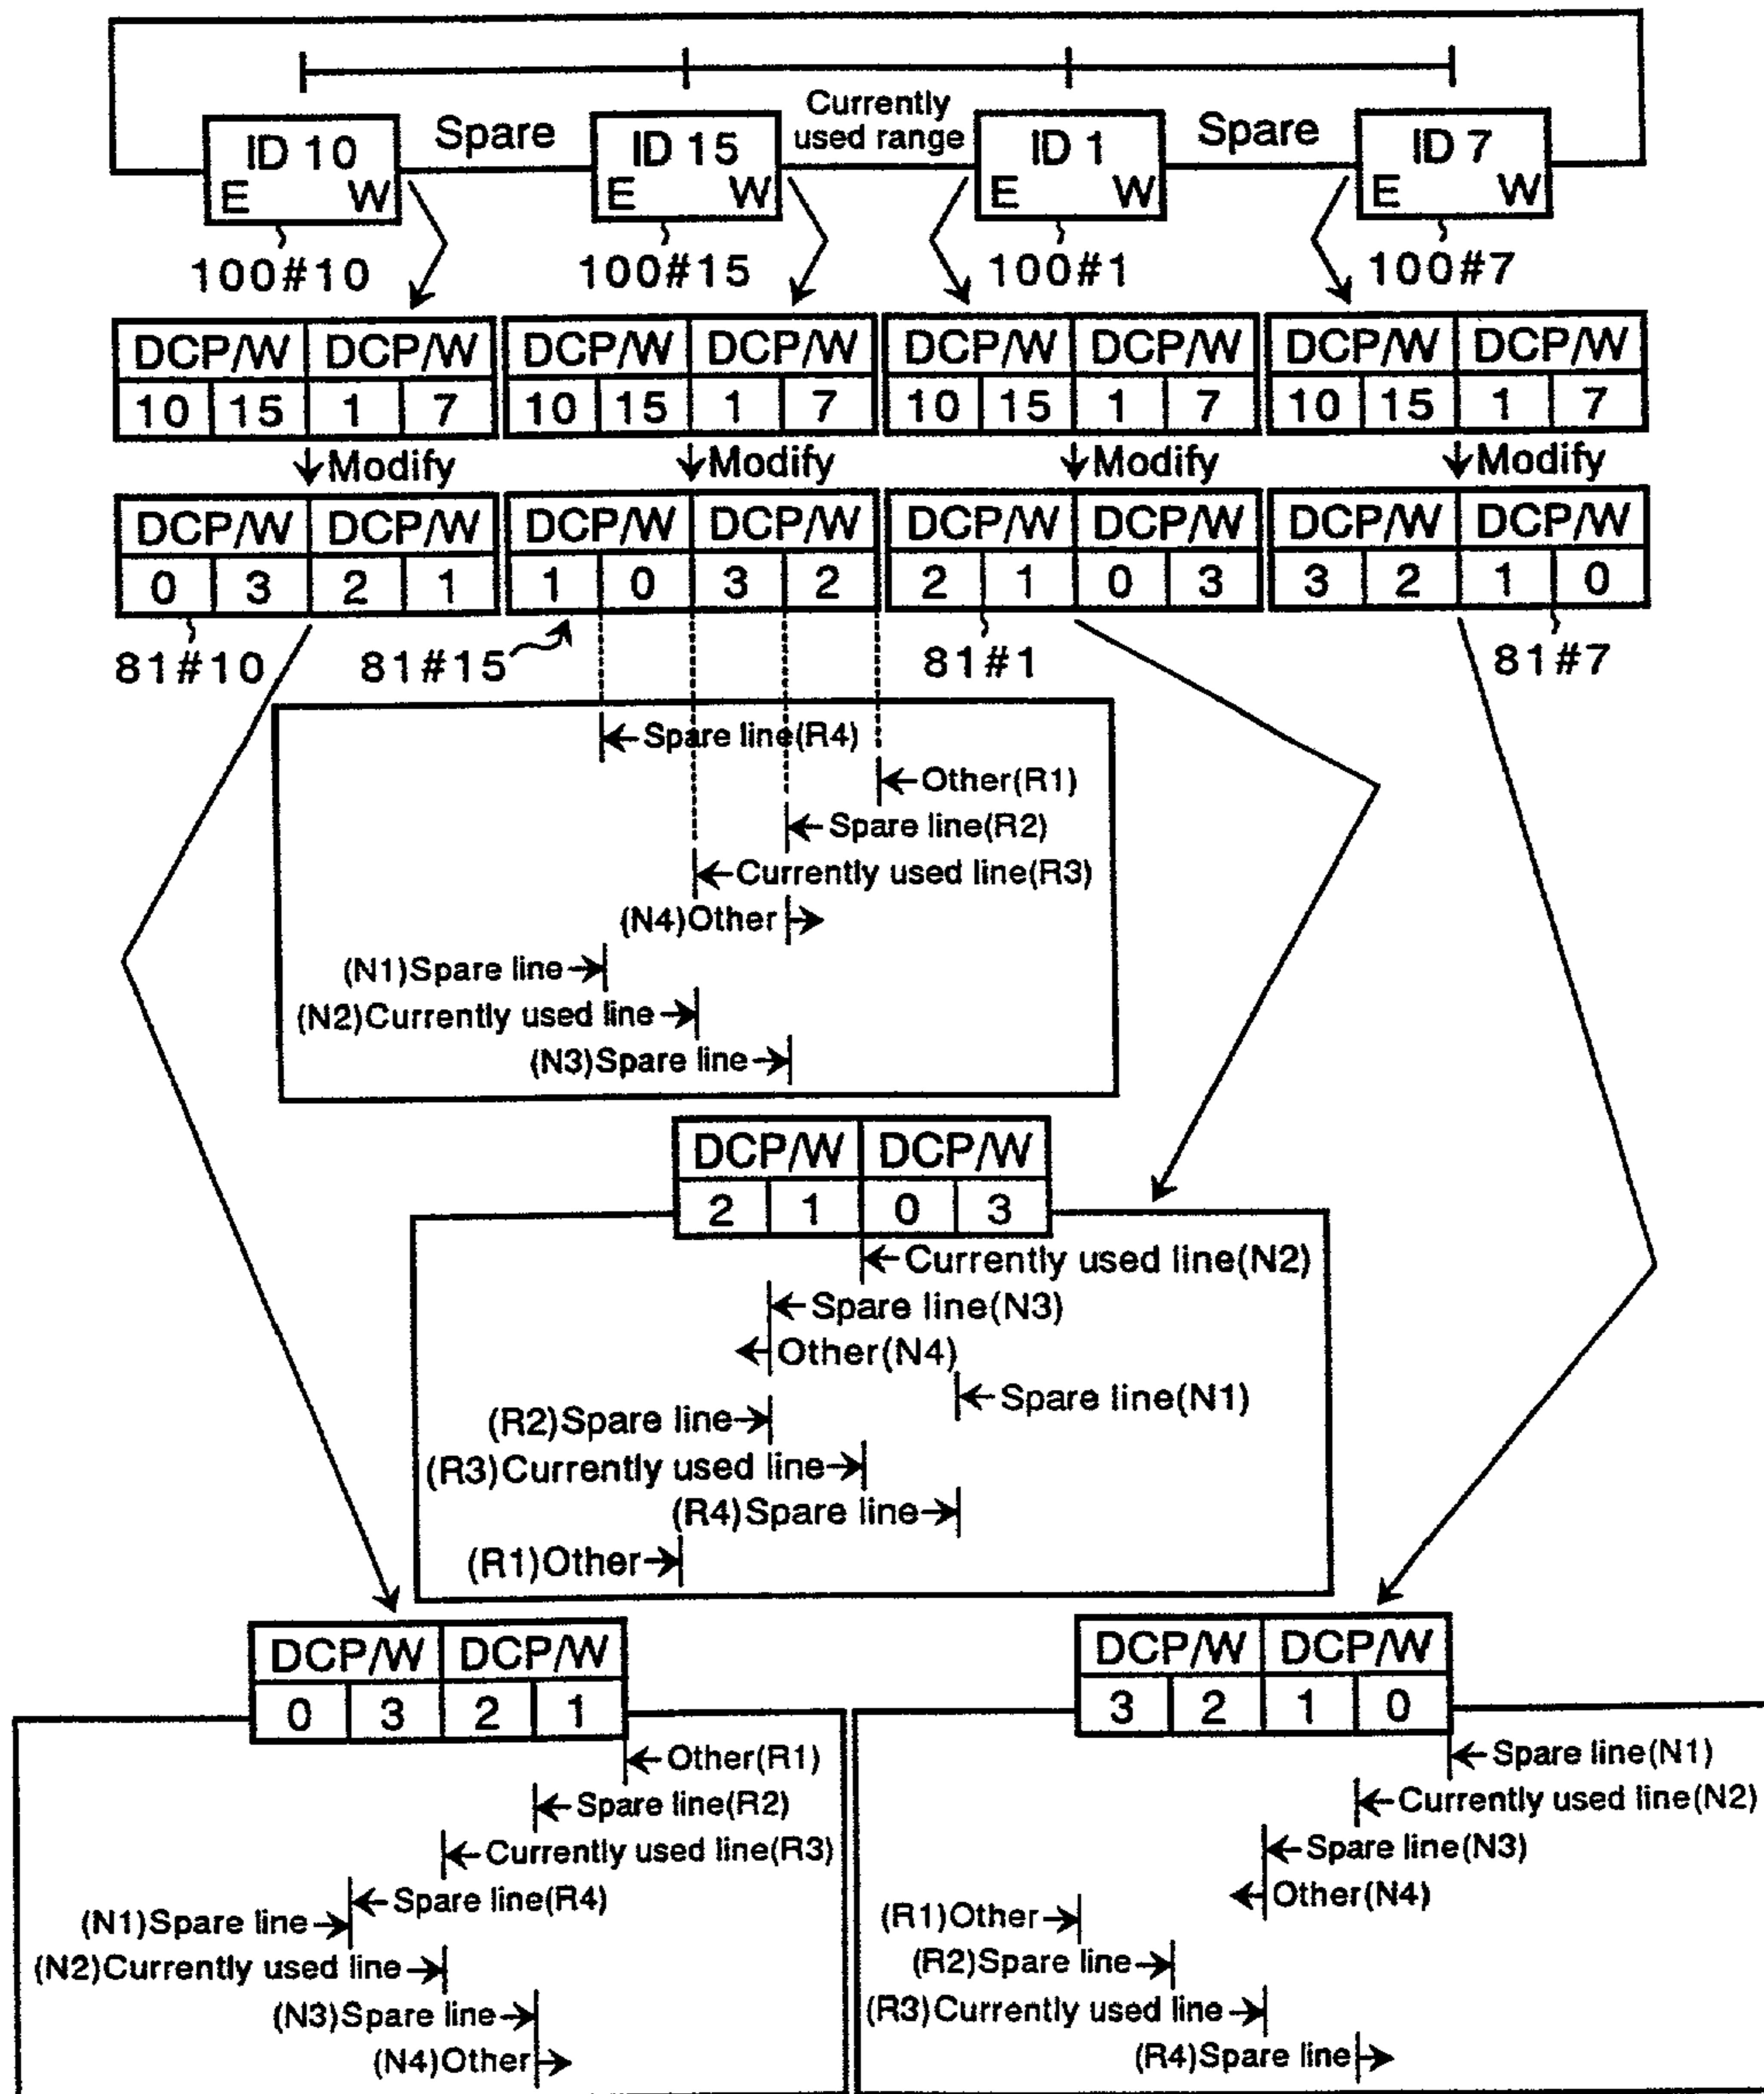 Spare Currently used range Spare
ID 10 ID 15 ID 1 ID 7
E W E W E W E W
100#10 100#15 100#1 100#7
DCP/W DCP/W DCP/W DCP/W DCP/W DCP/W DCP/W DCP/W
10 15 1 7 10 15 1 7 10 15 1 7 10 15 1 7
Modify Modify Modify Modify
DCP/W DCP/W DCP/W DCP/W DCP/W DCP/W DCP/W DCP/W
0 3 2 1 1 0 3 2 2 1 0 3 3 2 1 0
81#10 81#15 81#1 81#7
Spare line(R4)
Other(R1)
Spare line(R2)
Currently used line(R3)
(N4)Other
(N1)Spare line
(N2)Currently used line
(N3)Spare line
DCP/W DCP/W
2 1 0 3
Currently used line(N2)
Spare line(N3)
Other(N4)
Spare line(N1)
(R2)Spare line
(R3)Currently used line
(R4)Spare line
(R1)Other
DCP/W DCP/W
0 3 2 1
Other(R1)
Spare line(R2)
Currently used line(R3)
Spare line(R4)
(N1)Spare line
(N2)Currently used line
(N3)Spare line
(N4)Other
DCP/W DCP/W
3 2 1 0
Spare line(N1)
Currently used line(N2)
Spare line(N3)
Other(N4)
(R1)Other
(R2)Spare line
(R3)Currently used line
(R4)Spare line